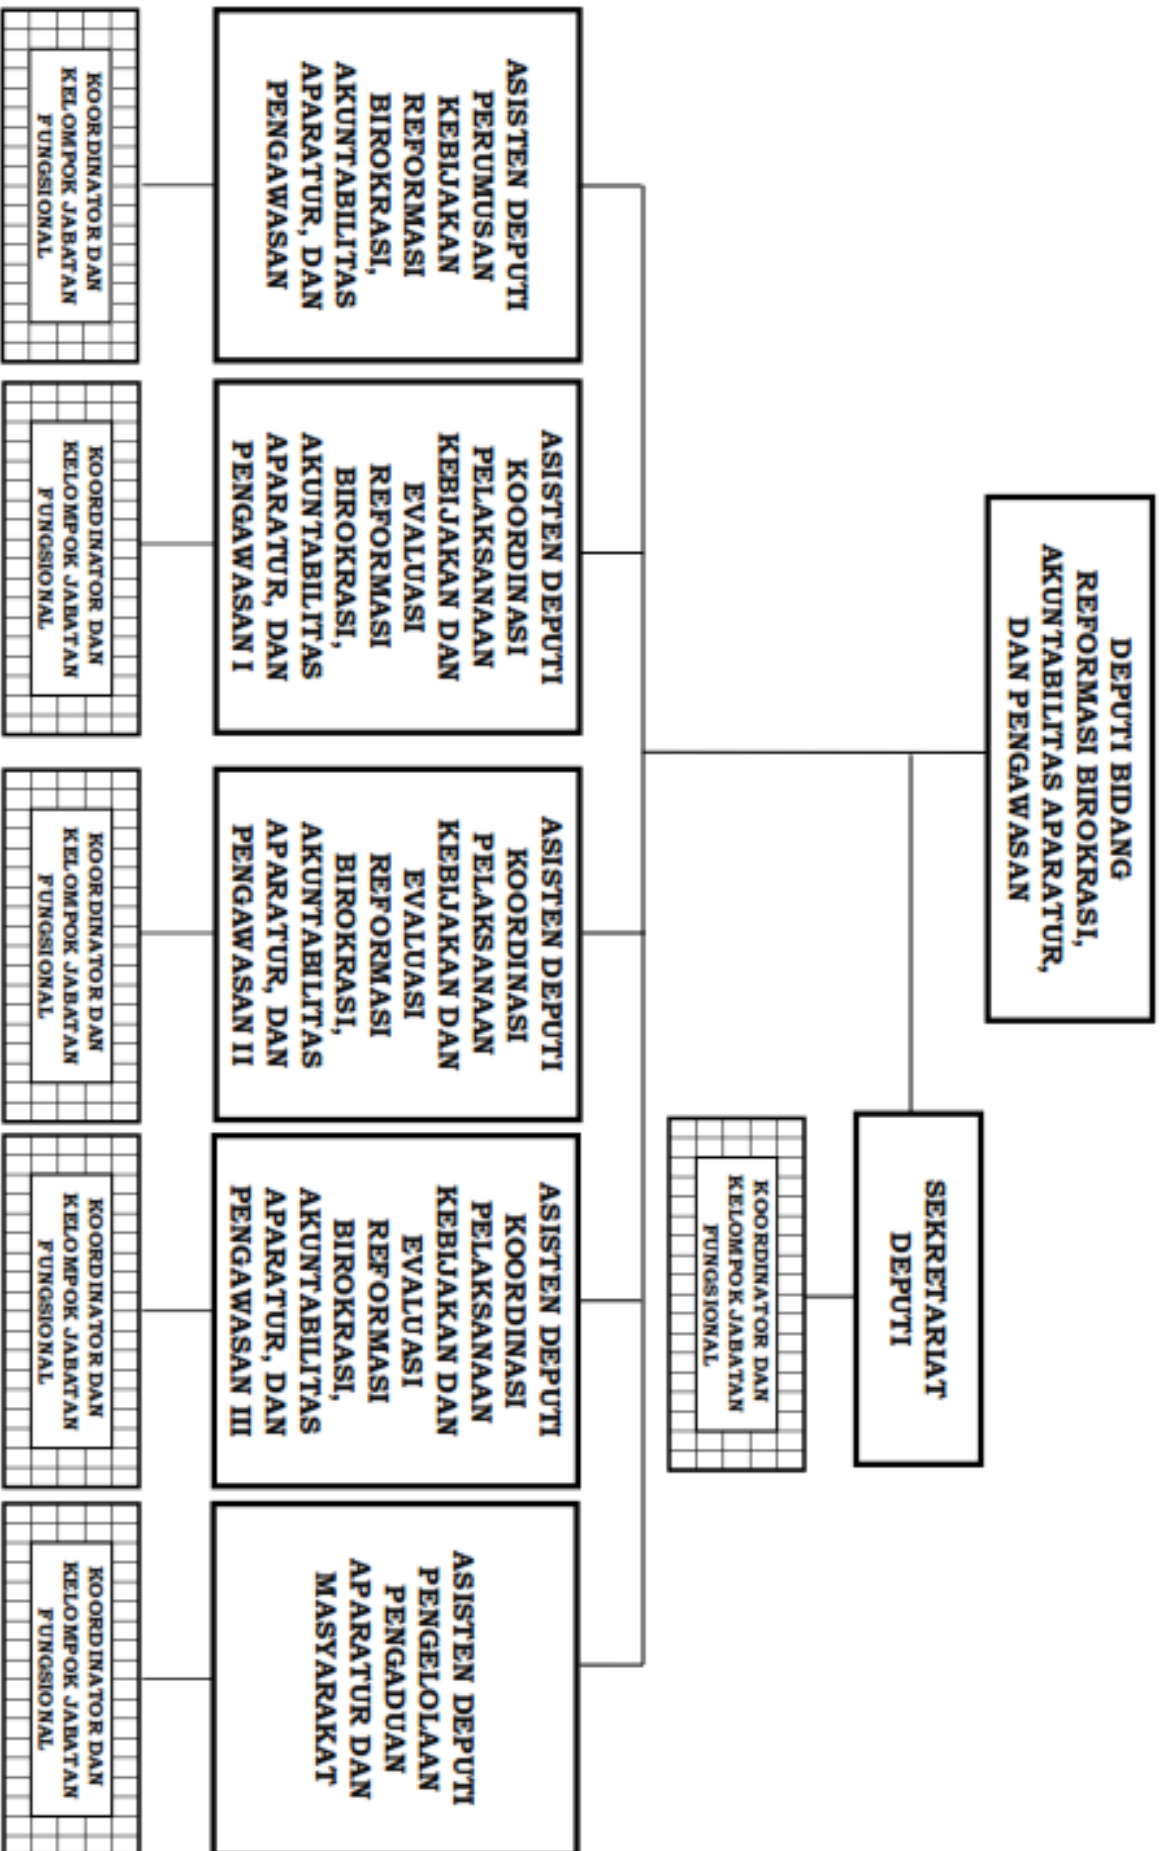 DEPUTI BIDANG
REFORMASI BIROKRASI,
AKUNTABILITAS APARATUR,
DAN PENGAWASAN
SEKRETARIAT
DEPUTI
KOORDINATOR DAN
KELOMPOK JABATAN
FUNGSIONAL
ASISTEN DEPUTI
PERUMUSAN
KEBIJAKAN
REFORMASI
BIROKRASI,
AKUNTABILITAS
APARATUR, DAN
PENGAWASAN
ASISTEN DEPUTI
KOORDINASI
PELAKSANAAN
KEBIJAKAN DAN
EVALUASI
REFORMASI
BIROKRASI,
AKUNTABILITAS
APARATUR, DAN
PENGAWASAN I
ASISTEN DEPUTI
KOORDINASI
PELAKSANAAN
KEBIJAKAN DAN
EVALUASI
REFORMASI
BIROKRASI,
AKUNTABILITAS
APARATUR, DAN
PENGAWASAN II
ASISTEN DEPUTI
KOORDINASI
PELAKSANAAN
KEBIJAKAN DAN
EVALUASI
REFORMASI
BIROKRASI,
AKUNTABILITAS
APARATUR, DAN
PENGAWASAN III
ASISTEN DEPUTI
PENGELOLAAN
PENGADUAN
APARATUR DAN
MASYARAKAT
KOORDINATOR DAN
KELOMPOK JABATAN
FUNGSIONAL
KOORDINATOR DAN
KELOMPOK JABATAN
FUNGSIONAL
KOORDINATOR DAN
KELOMPOK JABATAN
FUNGSIONAL
KOORDINATOR DAN
KELOMPOK JABATAN
FUNGSIONAL
KOORDINATOR DAN
KELOMPOK JABATAN
FUNGSIONAL